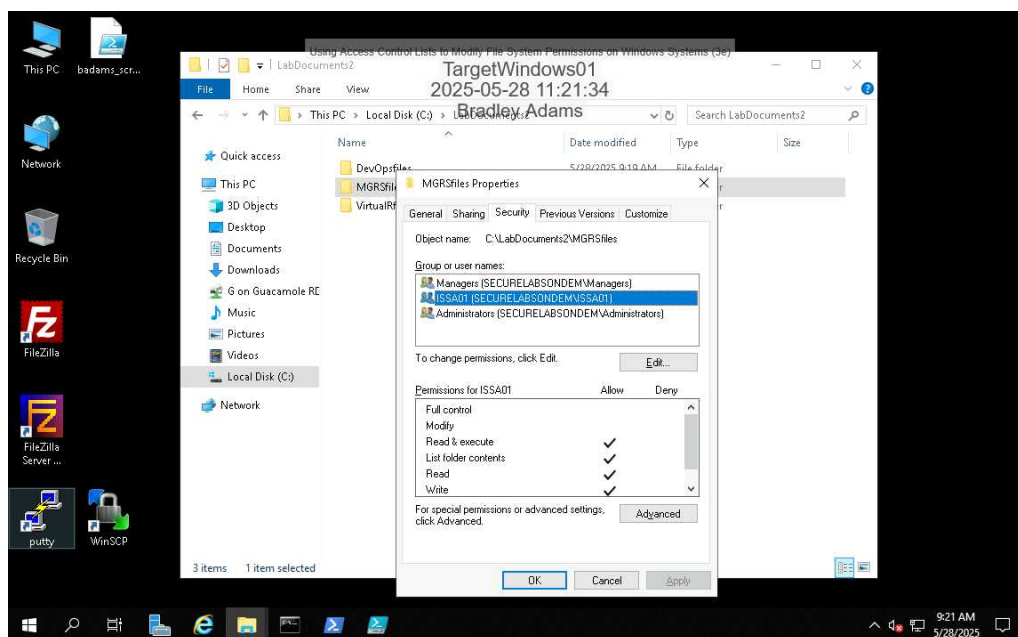 This PC
badams_scr...
Network
Recycle Bin
FileZilla
FileZilla
Server ...
putty
WinSCP
Using Access Control Lists to Modify File System Permissions on Windows Systems (3e)
TargetWindows01
2025-05-28 11:21:34
Bradley Adams
LabDocuments2
File Home Share View
This PC > Local Disk (C:) > LabDocuments2
Search LabDocuments2
Name Date modified Type Size
Quick access
This PC
3D Objects
Desktop
Documents
Downloads
G on Guacamole RD
Music
Pictures
Videos
Local Disk (C:)
Network
DevOpsfiles 5/28/2025 9:19 AM File folder
MGRSfil
VirtualRf
MGRSfiles Properties
General Sharing Security Previous Versions Customize
Object name: C:\LabDocuments2\MGRSfiles
Group or user names:
Managers (SECURELABSONDEM\Managers)
ISSA01 (SECURELABSONDEM\ISSA01)
Administrators (SECURELABSONDEM\Administrators)
To change permissions, click Edit.
Edit...
Permissions for ISSA01 Allow Deny
Full control
Modify
Read & execute
List folder contents
Read
Write
For special permissions or advanced settings,
click Advanced.
Advanced
OK Cancel Apply
3 items 1 item selected
9:21 AM
5/28/2025